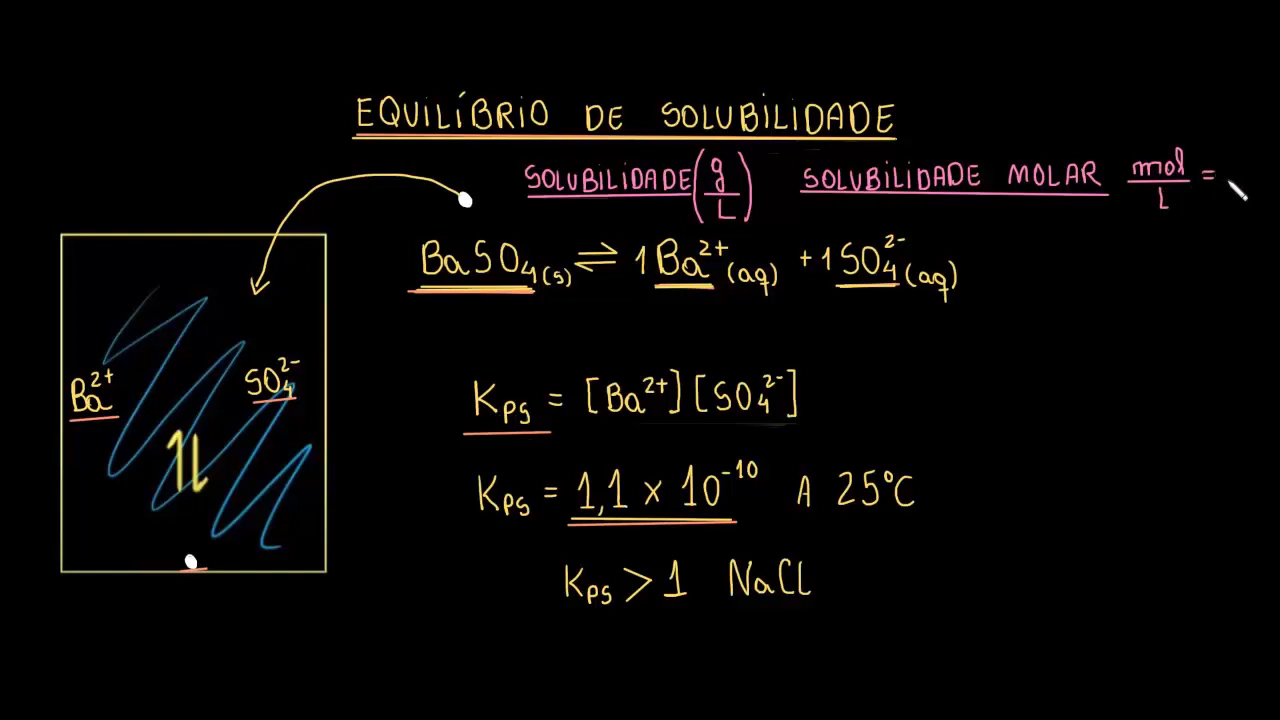 EQUILÍBRIO DE SOLUBILIDADE
SOLUBILIDADE (g/L) SOLUBILIDADE MOLAR mol/L =
BaSO₄(s) ⇌ 1Ba²⁺(aq) + 1SO₄²⁻(aq)
Ba²⁺ SO₄²⁻
Kps = [Ba²⁺][SO₄²⁻]
Kps = 1,1 x 10⁻¹⁰ A 25°C
Kps > 1 NaCl